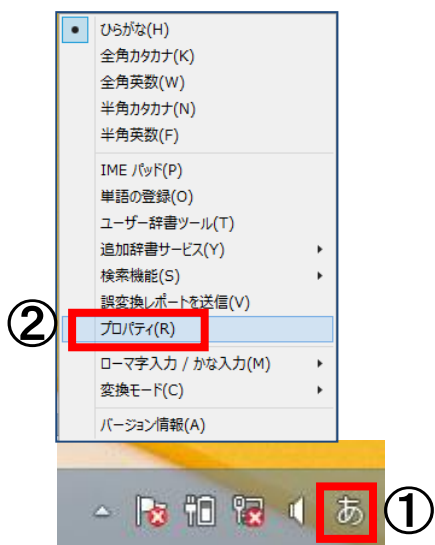 ● ひらがな(H)
全角カタカナ(K)
全角英数(W)
半角カタカナ(N)
半角英数(F)
IME パッド(P)
単語の登録(O)
ユーザー辞書ツール(T)
追加辞書サービス(Y)
検索機能(S)
誤変換レポートを送信(V)
② プロパティ(R)
ローマ字入力 / かな入力(M)
変換モード(C)
バージョン情報(A)
あ ①